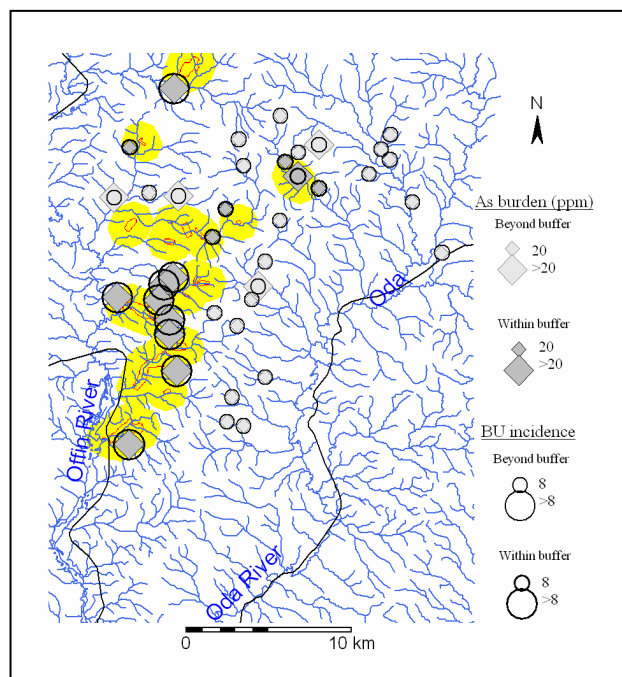 N
As burden (ppm)
Beyond buffer
20
>20
Within buffer
20
>20
BU incidence
Beyond buffer
8
>8
Within buffer
8
>8
Oda
Offin River
Oda River
0 10 km